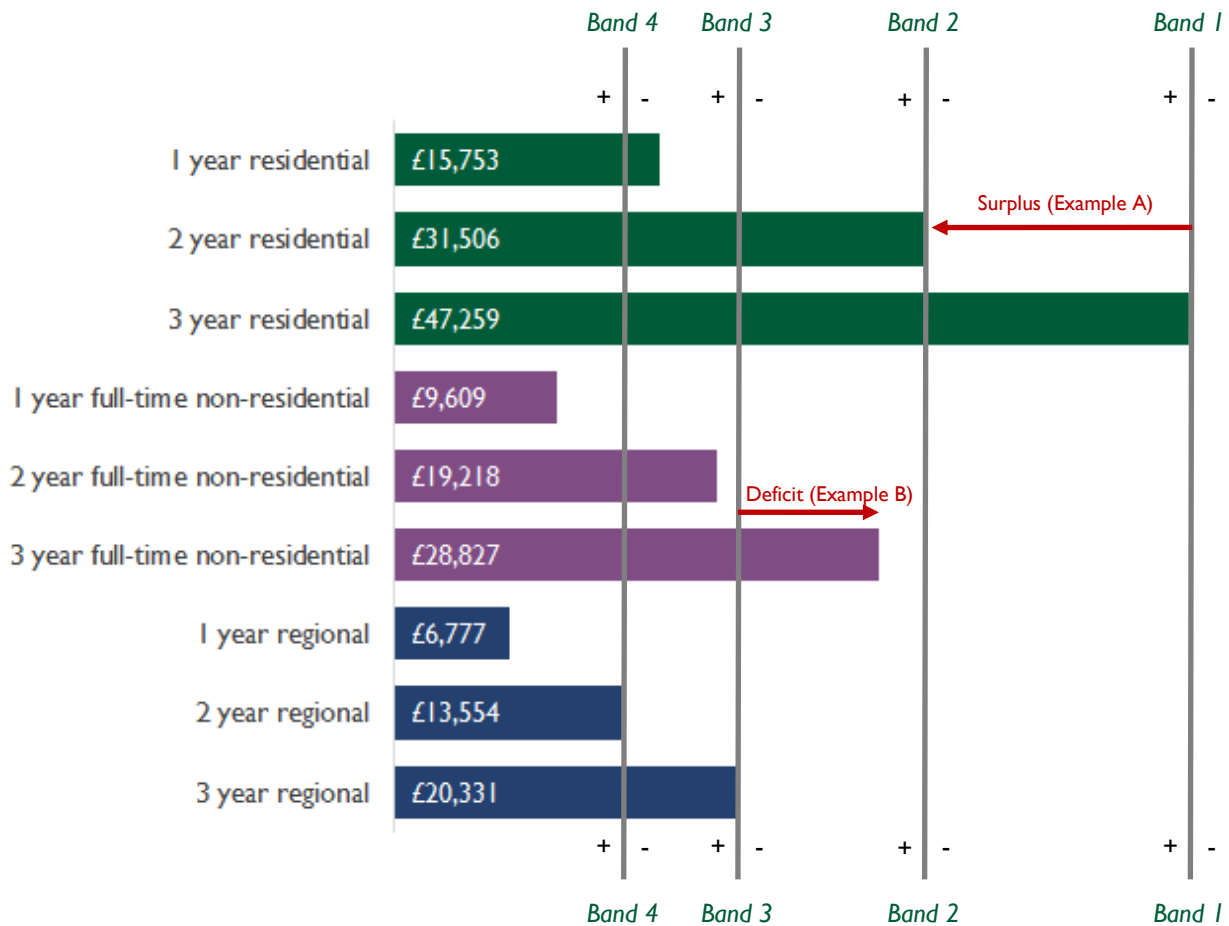 Band 4 Band 3 Band 2 Band 1
+ - + - + - + -
1 year residential £15,753
Surplus (Example A)
2 year residential £31,506
3 year residential £47,259
1 year full-time non-residential £9,609
2 year full-time non-residential £19,218
Deficit (Example B)
3 year full-time non-residential £28,827
1 year regional £6,777
2 year regional £13,554
3 year regional £20,331
+ - + - + - + -
Band 4 Band 3 Band 2 Band 1